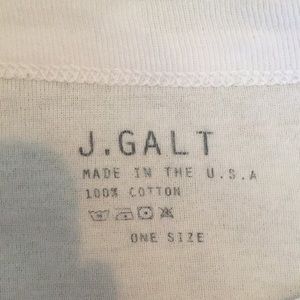 J.GALT
MADE IN THE U.S.A
100% COTTON
ONE SIZE